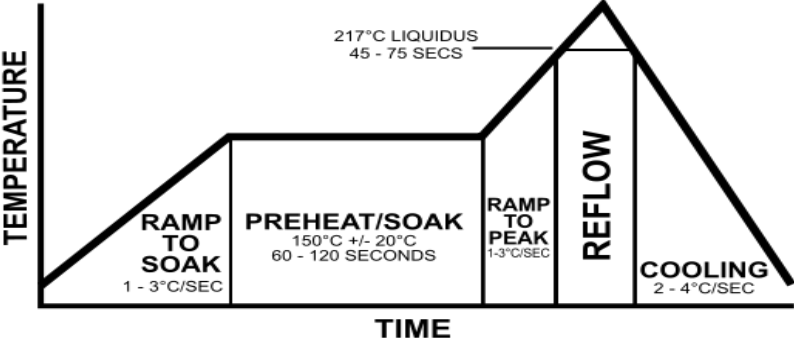 217°C LIQUIDUS
45 - 75 SECS
TEMPERATURE
RAMP
TO
SOAK
1 - 3°C/SEC
PREHEAT/SOAK
150°C +/- 20°C
60 - 120 SECONDS
RAMP
TO
PEAK
1-3°C/SEC
REFLOW
COOLING
2 - 4°C/SEC
TIME